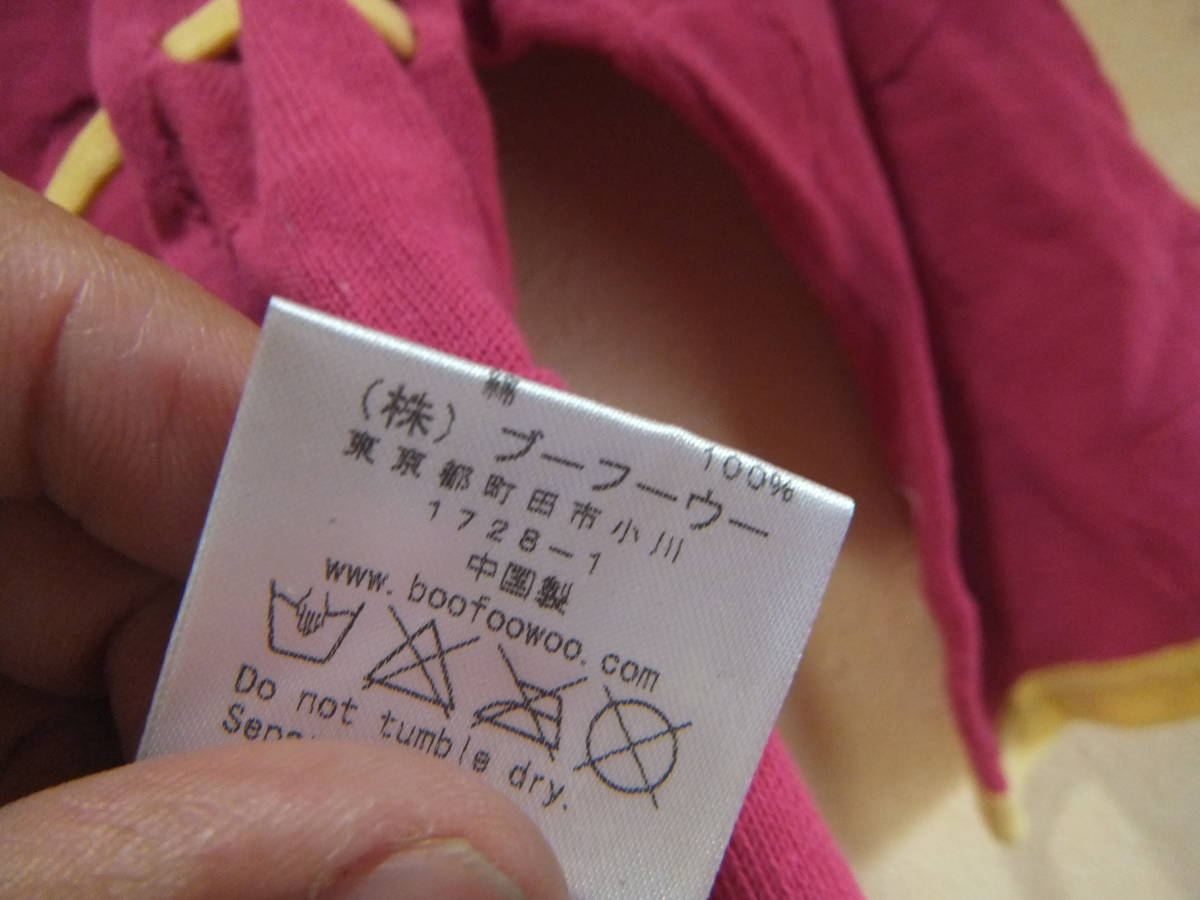 綿 100%
(株) ブーフーウー
東京都町田市小川
1728-1
中国製
www.boofoowoo.com
Do not tumble dry.